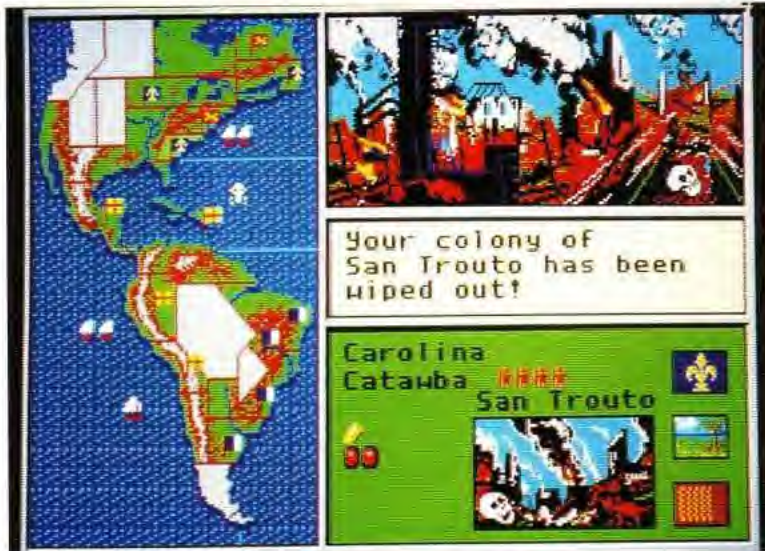 Your colony of
San Trouto has been
wiped out!
Carolina
Catawba
San Trouto